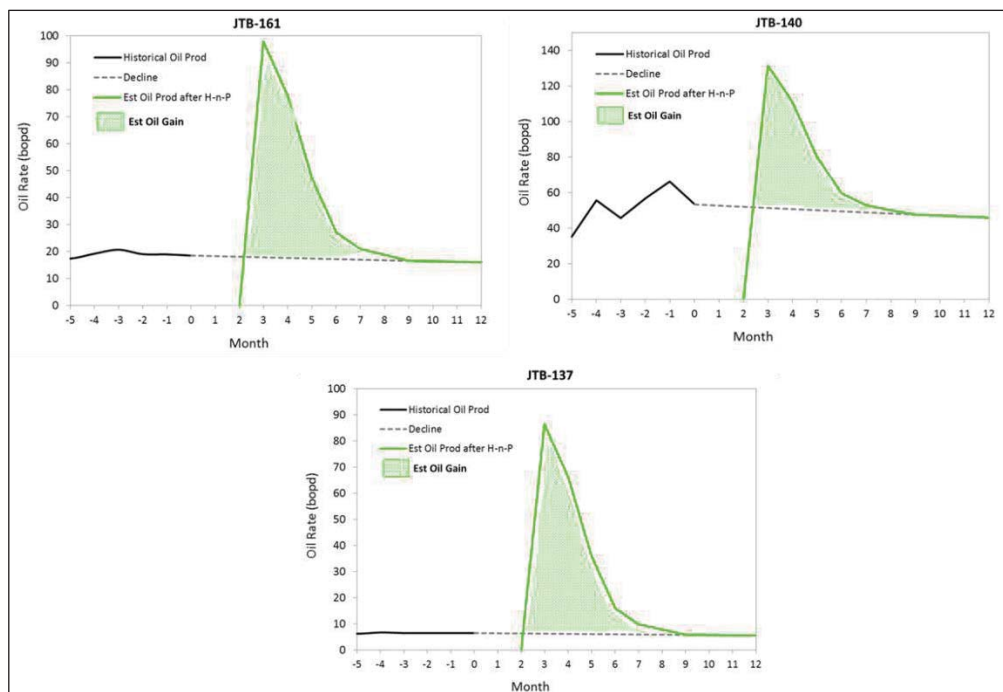 JTB-161
Oil Rate (bopd)
100
90
80
70
60
50
40
30
20
10
0
Historical Oil Prod
Decline
Est Oil Prod after H-n-P
Est Oil Gain
-5 -4 -3 -2 -1 0 1 2 3 4 5 6 7 8 9 10 11 12
Month
JTB-140
Oil Rate (bopd)
140
120
100
80
60
40
20
0
Historical Oil Prod
Decline
Est Oil Prod after H-n-P
Est Oil Gain
-5 -4 -3 -2 -1 0 1 2 3 4 5 6 7 8 9 10 11 12
Month
JTB-137
Oil Rate (bopd)
100
90
80
70
60
50
40
30
20
10
0
Historical Oil Prod
Decline
Est Oil Prod after H-n-P
Est Oil Gain
-5 -4 -3 -2 -1 0 1 2 3 4 5 6 7 8 9 10 11 12
Month